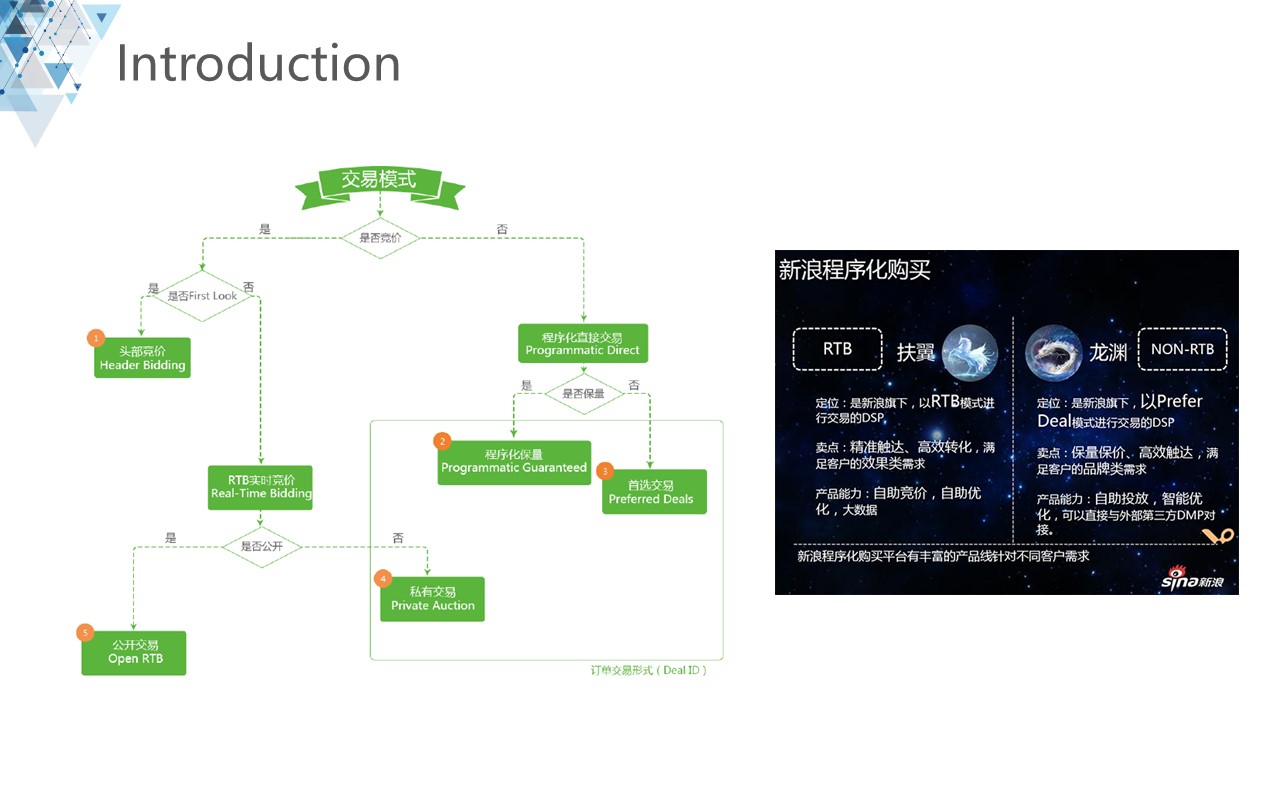 Introduction
交易模式
是否竞价
是
否
是否First Look
是
否
1
头部竞价
Header Bidding
程序化直接交易
Programmatic Direct
是否保量
是
否
2
程序化保量
Programmatic Guaranteed
3
首选交易
Preferred Deals
RTB实时竞价
Real-Time Bidding
是否公开
是
否
4
私有交易
Private Auction
5
公开交易
Open RTB
订单交易形式（Deal ID）
新浪程序化购买
RTB
扶翼
定位：是新浪旗下，以RTB模式进
行交易的DSP
卖点：精准触达、高效转化，满
足客户的效果类需求
产品能力：自助竞价，自助优
化，大数据
龙渊
NON-RTB
定位：是新浪旗下，以Prefer
Deal模式进行交易的DSP
卖点：保量保价、高效触达，满
足客户的品牌类需求
产品能力：自助投放，智能优
化，可以直接与外部第三方DMP对
接。
新浪程序化购买平台有丰富的产品线针对不同客户需求
sina新浪